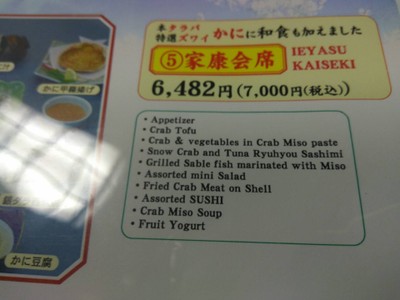 本タラバ
特選ズワイ かにに和食も加えました
⑤家康会席 IEYASU
KAISEKI
6,482円(7,000円(税込))
• Appetizer
• Crab Tofu
• Crab & vegetables in Crab Miso paste
• Snow Crab and Tuna Ryuhyou Sashimi
• Grilled Sable fish marinated with Miso
• Assorted mini Salad
• Fried Crab Meat on Shell
• Assorted SUSHI
• Crab Miso Soup
• Fruit Yogurt
かに甲羅揚げ
かに豆腐